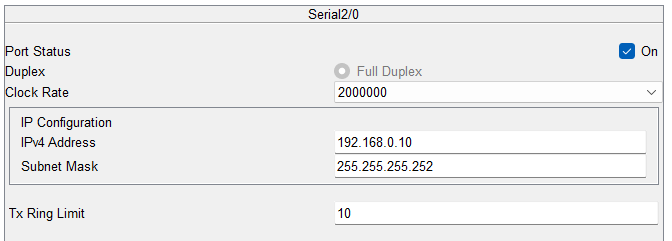 Serial2/0
Port Status On
Duplex Full Duplex
Clock Rate 2000000
IP Configuration
IPv4 Address 192.168.0.10
Subnet Mask 255.255.255.252
Tx Ring Limit 10